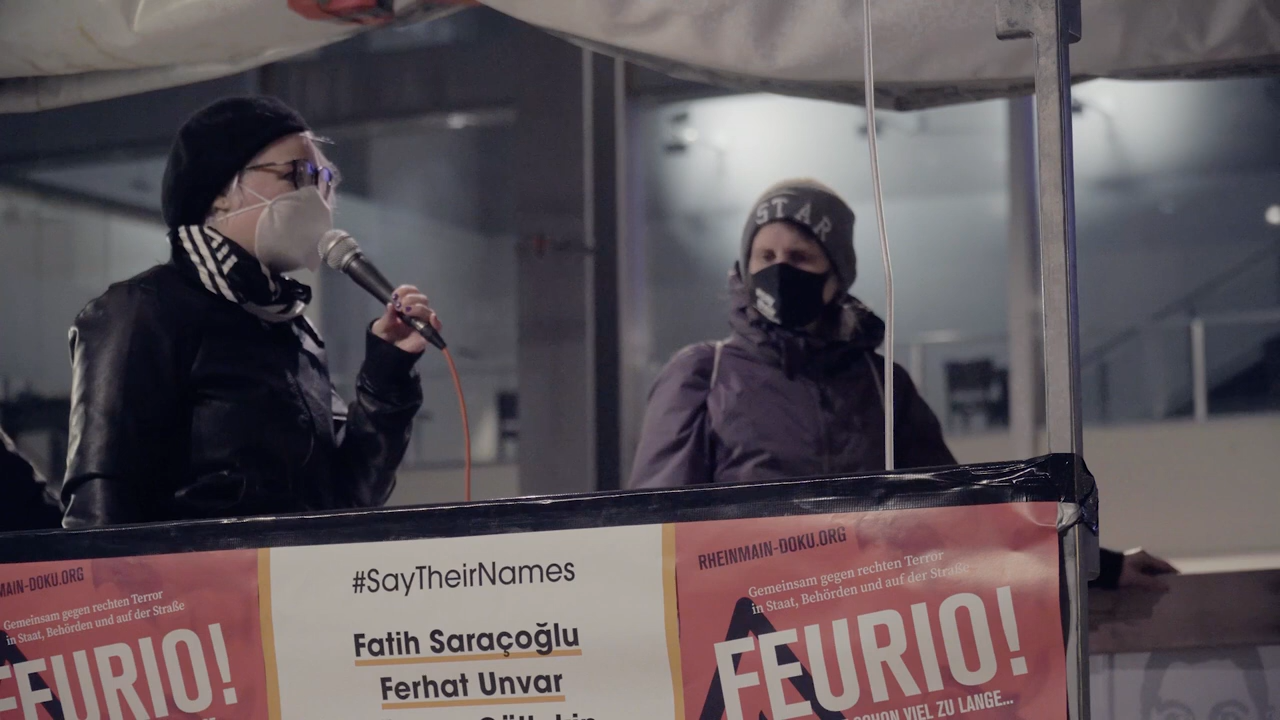 STAR
MAIN-DOKU.ORG
Gemeinsam gegen rechten Terror
in Staat, Behörden und auf der Straße
FEURIO!
#SayTheirNames
Fatih Saraçoğlu
Ferhat Unvar
RHEINMAIN-DOKU.ORG
Gemeinsam gegen rechten Terror
in Staat, Behörden und auf der Straße
FEURIO!
SCHON VIEL ZU LANGE...